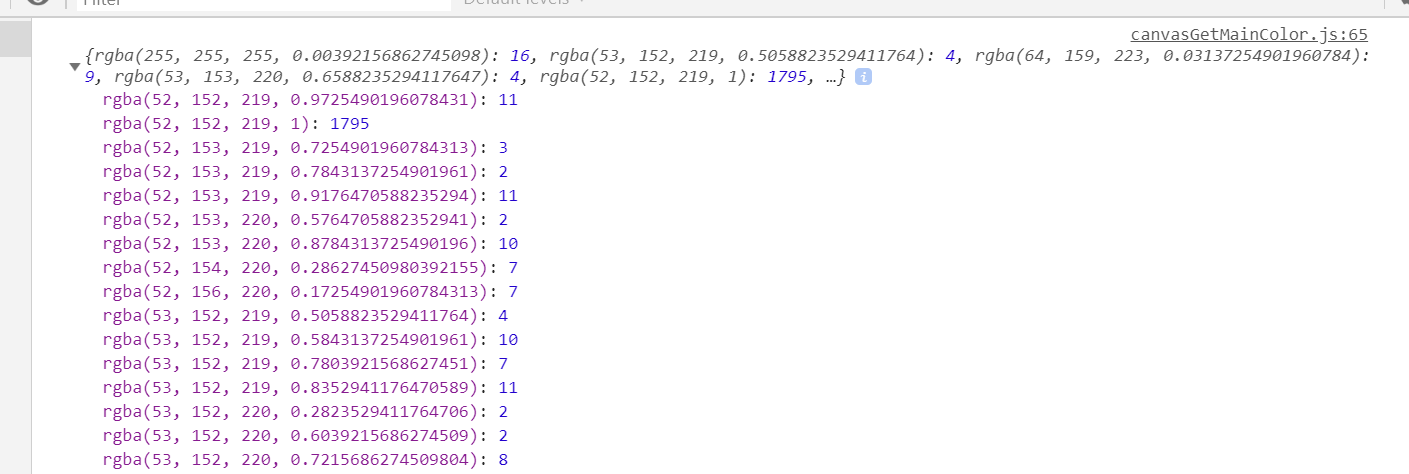 Filter
Default levels
canvasGetMainColor.js:65
{rgba(255, 255, 255, 0.00392156862745098): 16, rgba(53, 152, 219, 0.5058823529411764): 4, rgba(64, 159, 223, 0.03137254901960784):
9, rgba(53, 153, 220, 0.6588235294117647): 4, rgba(52, 152, 219, 1): 1795, …} i
rgba(52, 152, 219, 0.9725490196078431): 11
rgba(52, 152, 219, 1): 1795
rgba(52, 153, 219, 0.7254901960784313): 3
rgba(52, 153, 219, 0.7843137254901961): 2
rgba(52, 153, 219, 0.9176470588235294): 11
rgba(52, 153, 220, 0.5764705882352941): 2
rgba(52, 153, 220, 0.8784313725490196): 10
rgba(52, 154, 220, 0.28627450980392155): 7
rgba(52, 156, 220, 0.17254901960784313): 7
rgba(53, 152, 219, 0.5058823529411764): 4
rgba(53, 152, 219, 0.5843137254901961): 10
rgba(53, 152, 219, 0.7803921568627451): 7
rgba(53, 152, 219, 0.8352941176470589): 11
rgba(53, 152, 220, 0.2823529411764706): 2
rgba(53, 152, 220, 0.6039215686274509): 2
rgba(53, 152, 220, 0.7215686274509804): 8